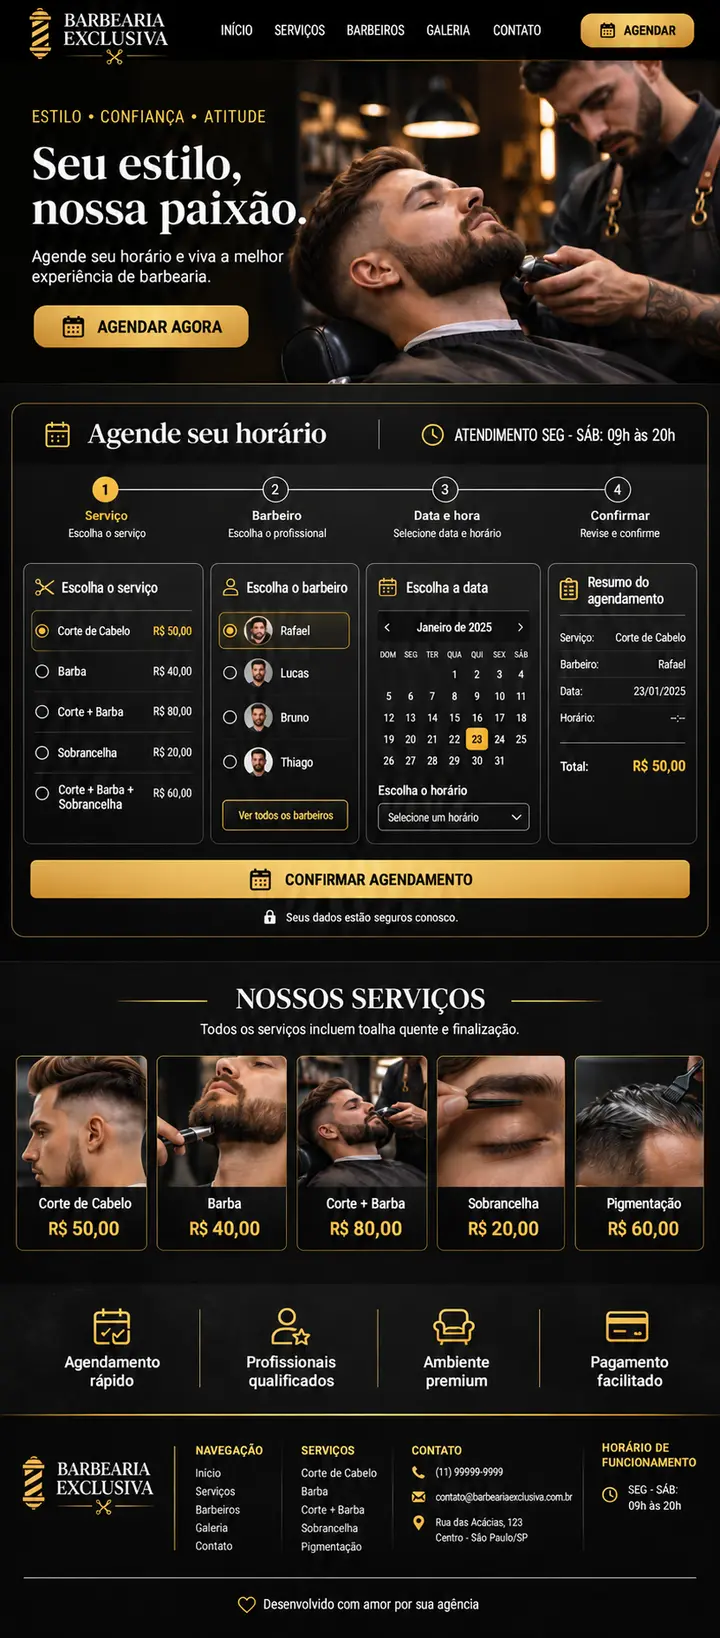 BARBEARIA
EXCLUSIVA
INÍCIO SERVIÇOS BARBEIROS GALERIA CONTATO
AGENDAR
ESTILO • CONFIANÇA • ATITUDE
Seu estilo,
nossa paixão.
Agende seu horário e viva a melhor
experiência de barbearia.
AGENDAR AGORA
Agende seu horário
ATENDIMENTO SEG - SÁB: 09h às 20h
1
Serviço
Escolha o serviço
2
Barbeiro
Escolha o profissional
3
Data e hora
Selecione data e horário
4
Confirmar
Revise e confirme
Escolha o serviço
Corte de Cabelo R$ 50,00
Barba R$ 40,00
Corte + Barba R$ 80,00
Sobrancelha R$ 20,00
Corte + Barba +
Sobrancelha R$ 60,00
Escolha o barbeiro
Rafael
Lucas
Bruno
Thiago
Ver todos os barbeiros
Escolha a data
< Janeiro de 2025 >
DOM SEG TER QUA QUI SEX SÁB
1 2 3 4
5 6 7 8 9 10 11
12 13 14 15 16 17 18
19 20 21 22 23 24 25
26 27 28 29 30 31
Escolha o horário
Selecione um horário
Resumo do
agendamento
Serviço: Corte de Cabelo
Barbeiro: Rafael
Data: 23/01/2025
Horário: --:--
Total: R$ 50,00
CONFIRMAR AGENDAMENTO
Seus dados estão seguros conosco.
NOSSOS SERVIÇOS
Todos os serviços incluem toalha quente e finalização.
Corte de Cabelo
R$ 50,00
Barba
R$ 40,00
Corte + Barba
R$ 80,00
Sobrancelha
R$ 20,00
Pigmentação
R$ 60,00
Agendamento
rápido
Profissionais
qualificados
Ambiente
premium
Pagamento
facilitado
BARBEARIA
EXCLUSIVA
NAVEGAÇÃO
Início
Serviços
Barbeiros
Galeria
Contato
SERVIÇOS
Corte de Cabelo
Barba
Corte + Barba
Sobrancelha
Pigmentação
CONTATO
(11) 99999-9999
contato@barbeariaexclusiva.com.br
Rua das Acácias, 123
Centro - São Paulo/SP
HORÁRIO DE
FUNCIONAMENTO
SEG - SÁB:
09h às 20h
Desenvolvido com amor por sua agência